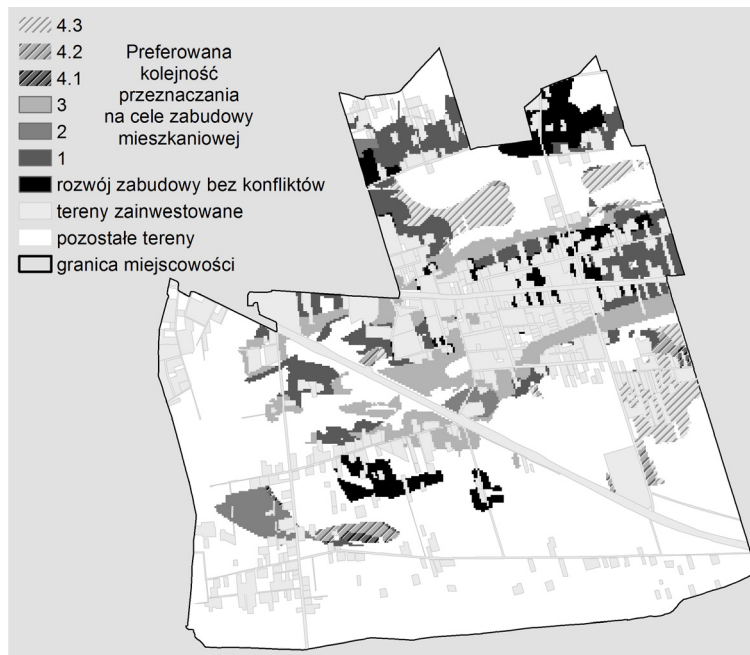 4.3
4.2
4.1
3
2
1
Preferowana
kolejność
przeznaczania
na cele zabudowy
mieszkaniowej
rozwój zabudowy bez konfliktów
tereny zainwestowane
pozostałe tereny
granica miejscowości